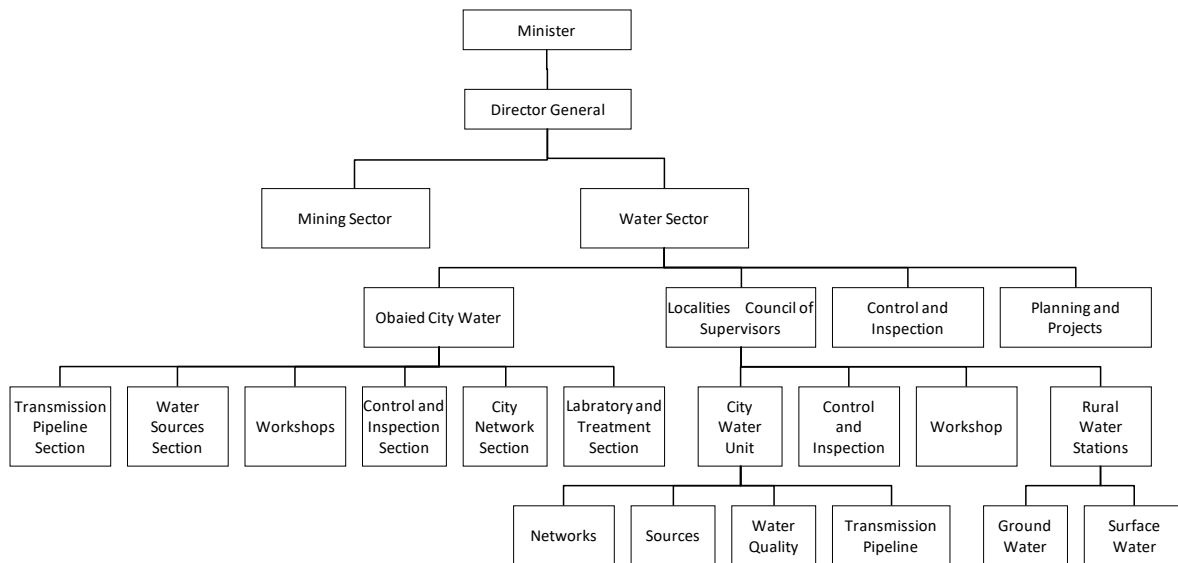 Minister
Director General
Mining Sector
Water Sector
Obaied City Water
Localities Council of
Supervisors
Control and
Inspection
Planning and
Projects
Transmission
Pipeline
Section
Water
Sources
Section
Workshops
Control and
Inspection
Section
City
Network
Section
Labratory and
Treatment
Section
City
Water
Unit
Control
and
Inspection
Workshop
Rural
Water
Stations
Networks
Sources
Water
Quality
Transmission
Pipeline
Ground
Water
Surface
Water